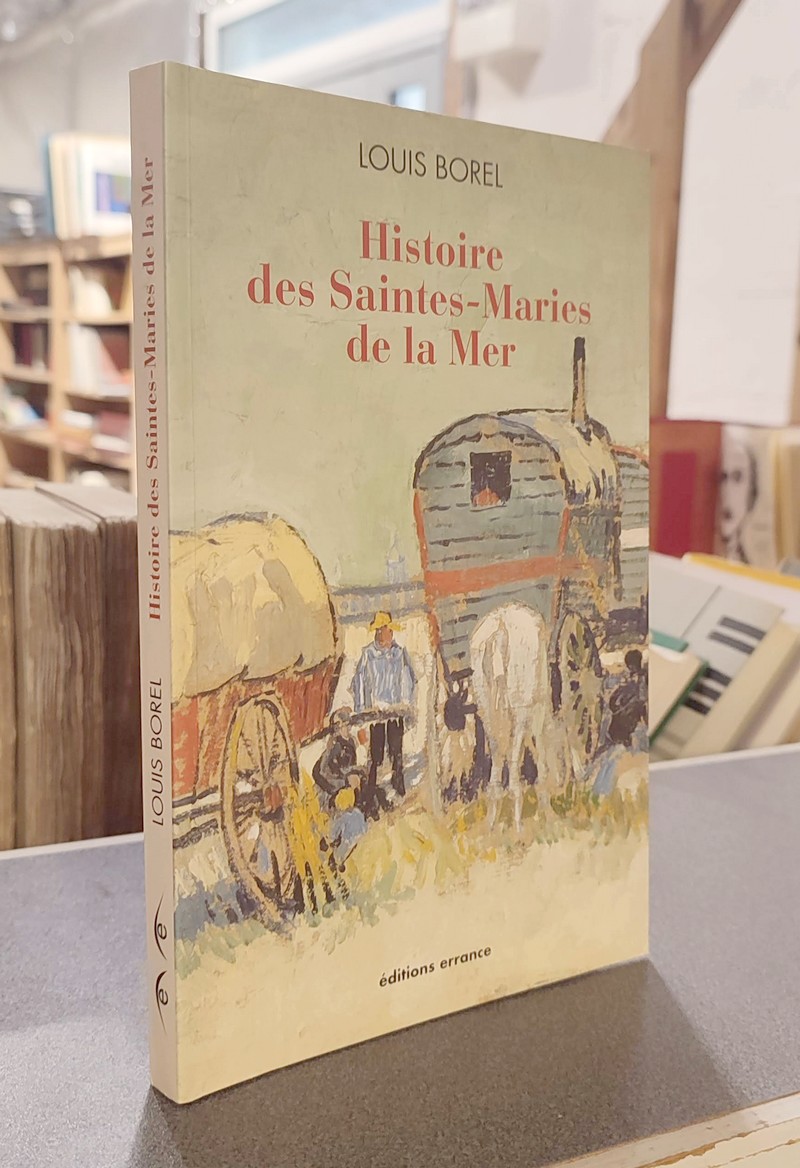 LOUIS BOREL
Histoire
des Saintes-Maries
de la Mer
éditions errance
LOUIS BOREL Histoire des Saintes-Maries de la Mer
e e